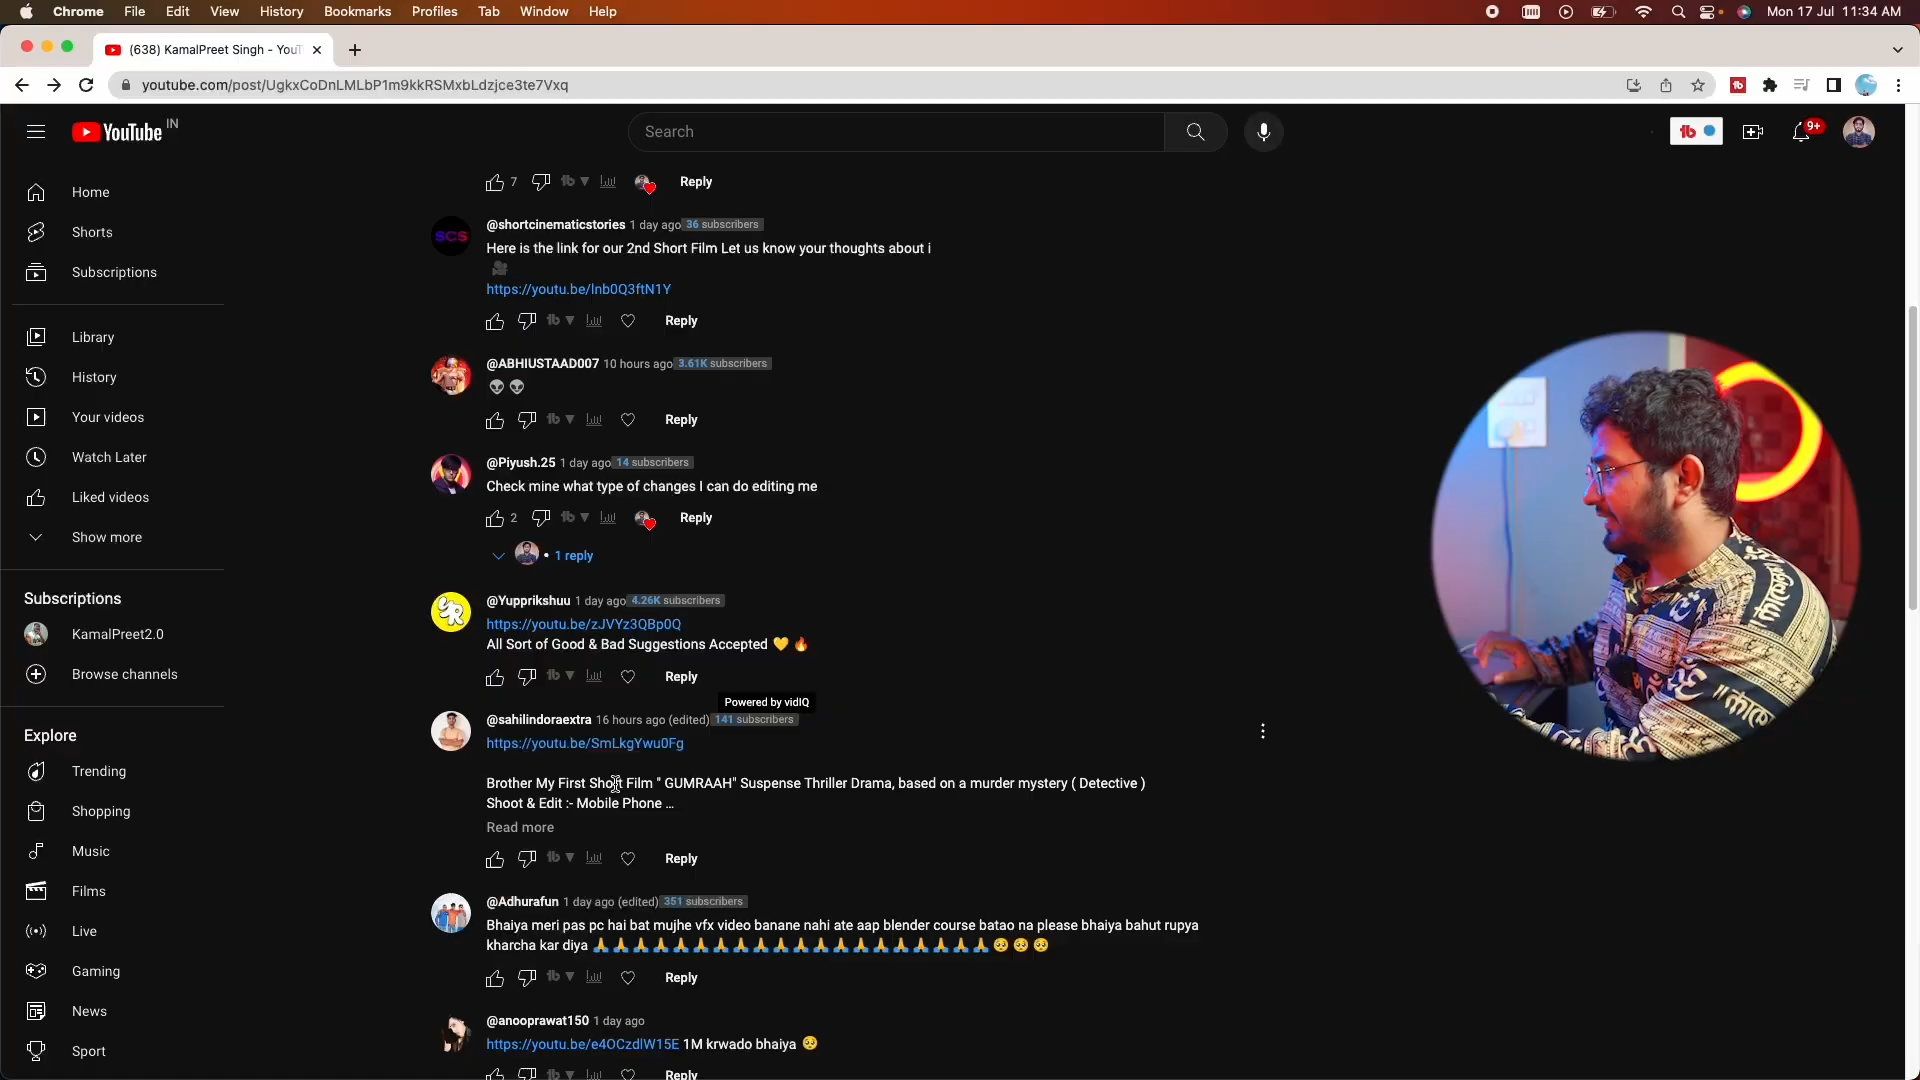 Chrome File Edit View History Bookmarks Profiles Tab Window Help Mon 17 Jul 11:34 AM
(638) KamalPreet Singh - YouT
youtube.com/post/UgkxCoDnLMLbP1m9kkRSMxbLdzjce3te7Vxq
YouTube IN
Search
9+
Home
Shorts
Subscriptions
Library
History
Your videos
Watch Later
Liked videos
Show more
Subscriptions
KamalPreet2.0
Browse channels
Explore
Trending
Shopping
Music
Films
Live
Gaming
News
Sport
7 Reply
@shortcinematicstories 1 day ago 36 subscribers
Here is the link for our 2nd Short Film Let us know your thoughts about i
🎥
https://youtu.be/lnb0Q3ftN1Y
Reply
@ABHIUSTAAD007 10 hours ago 3.61K subscribers
👽👽
Reply
@Piyush.25 1 day ago 14 subscribers
Check mine what type of changes I can do editing me
2 Reply
• 1 reply
@Yupprikshuu 1 day ago 4.26K subscribers
https://youtu.be/zJVYz3QBp0Q
All Sort of Good & Bad Suggestions Accepted 💛 🔥
Reply
Powered by vidIQ
@sahilindoraextra 16 hours ago (edited) 141 subscribers
https://youtu.be/SmLkgYwu0Fg
Brother My First Short Film " GUMRAAH" Suspense Thriller Drama, based on a murder mystery ( Detective )
Shoot & Edit :- Mobile Phone ...
Read more
Reply
@Adhurafun 1 day ago (edited) 351 subscribers
Bhaiya meri pas pc hai bat mujhe vfx video banane nahi ate aap blender course batao na please bhaiya bahut rupya
kharcha kar diya 🙏🙏🙏🙏🙏🙏🙏🙏🙏🙏🙏🙏🙏🙏🙏🙏🙏🙏🙏🙏🥺🥺🥺
Reply
@anooprawat150 1 day ago
https://youtu.be/e4OCzdlW15E 1M krwado bhaiya 🥺
Reply